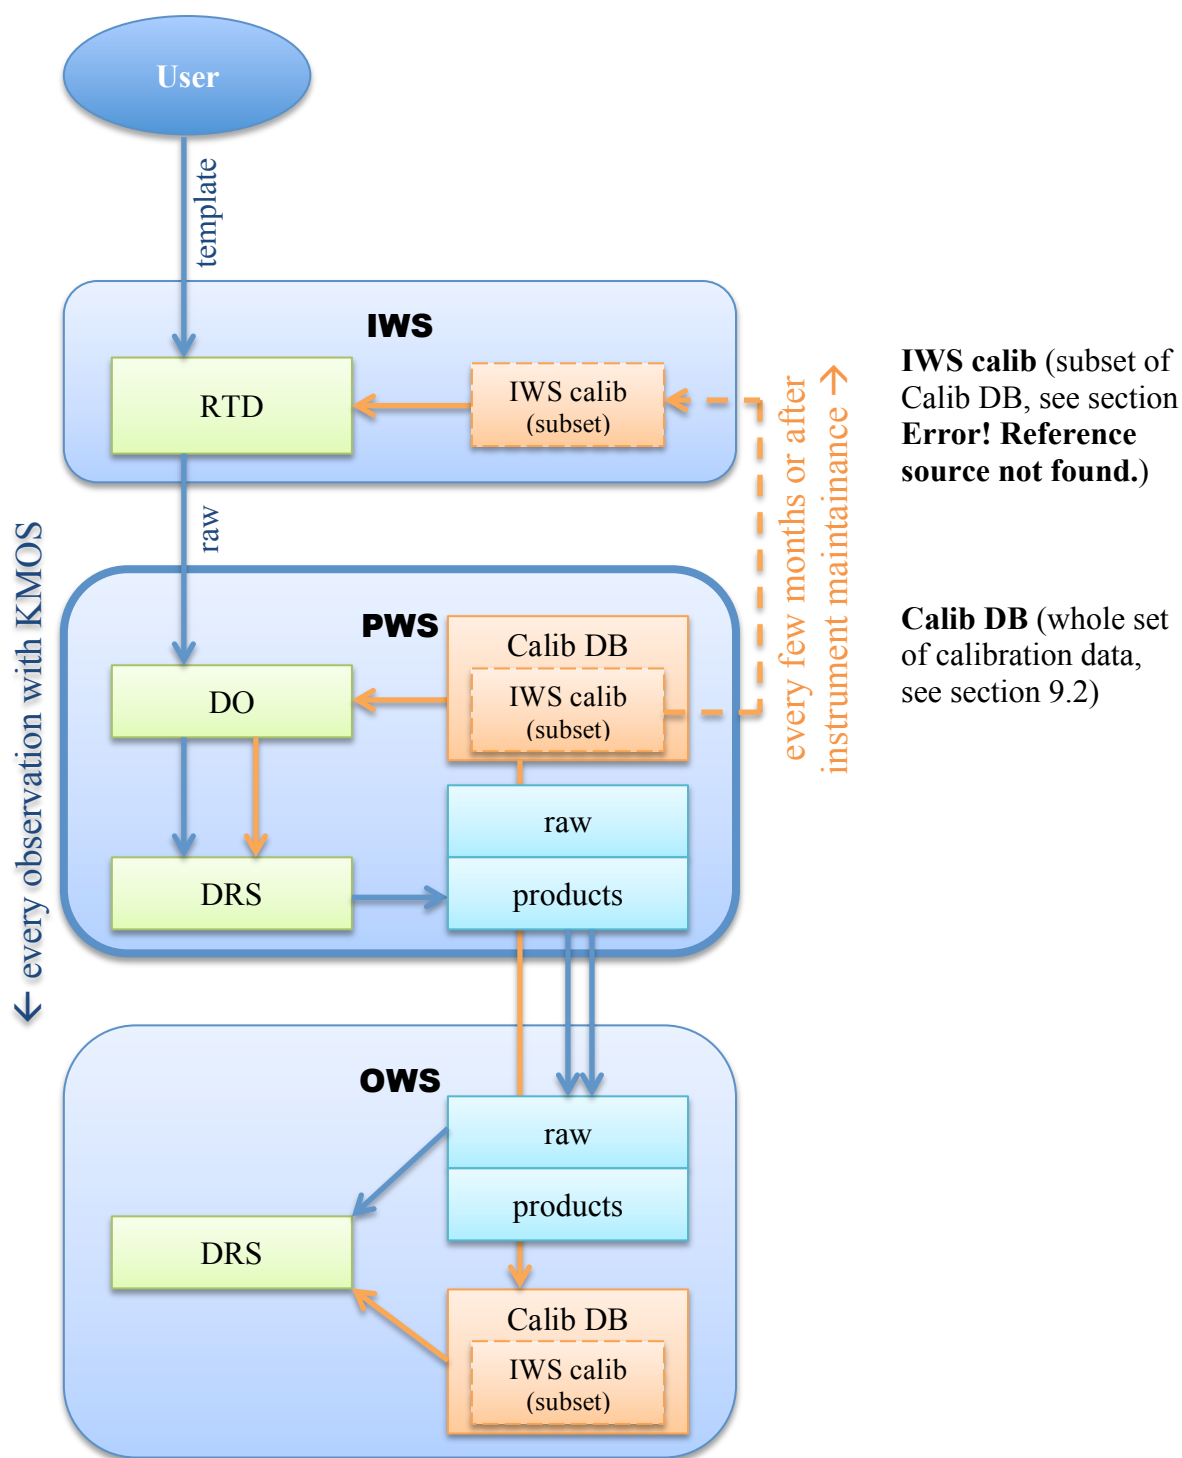 User
template
IWS
RTD
IWS calib
(subset)
IWS calib (subset of
Calib DB, see section
Error! Reference
source not found.)
every few months or after
instrument maintainance →
raw
← every observation with KMOS
PWS
Calib DB
IWS calib
(subset)
DO
Calib DB (whole set
of calibration data,
see section 9.2)
raw
DRS
products
OWS
raw
products
DRS
Calib DB
IWS calib
(subset)